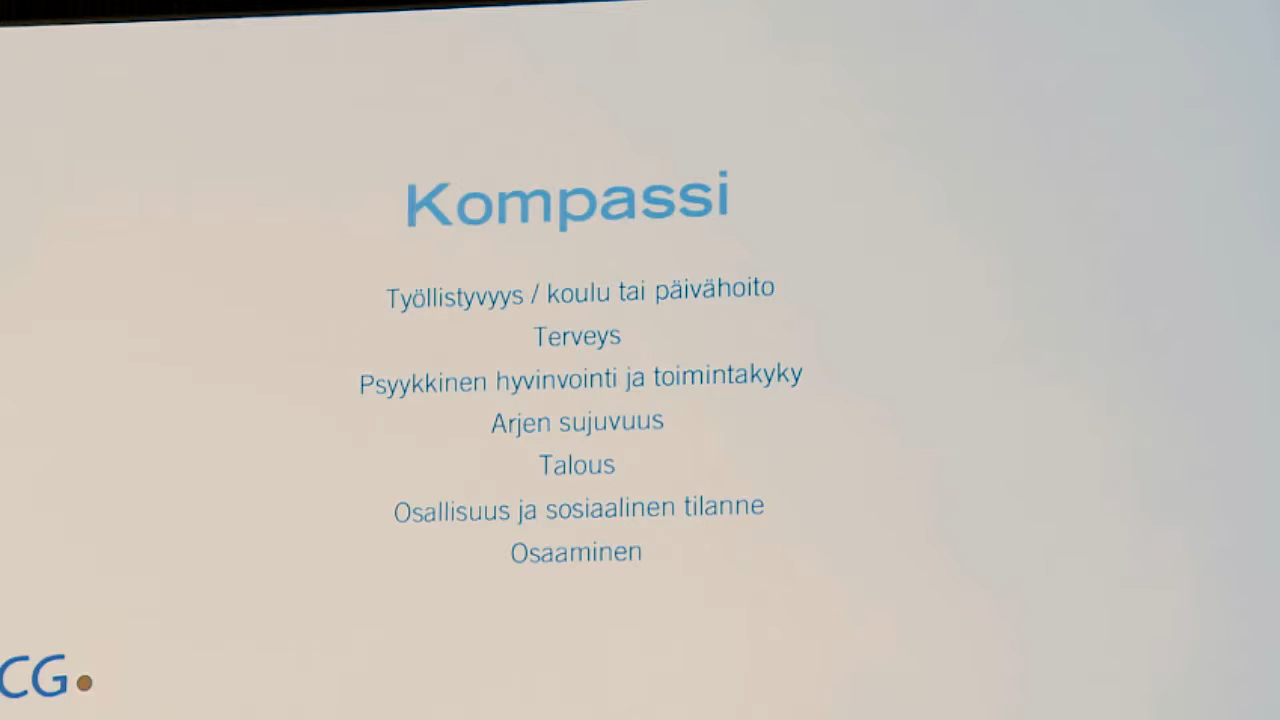 Kompassi
Työllistyvyys / koulu tai päivähoito
Terveys
Psyykkinen hyvinvointi ja toimintakyky
Arjen sujuvuus
Talous
Osallisuus ja sosiaalinen tilanne
Osaaminen
CG